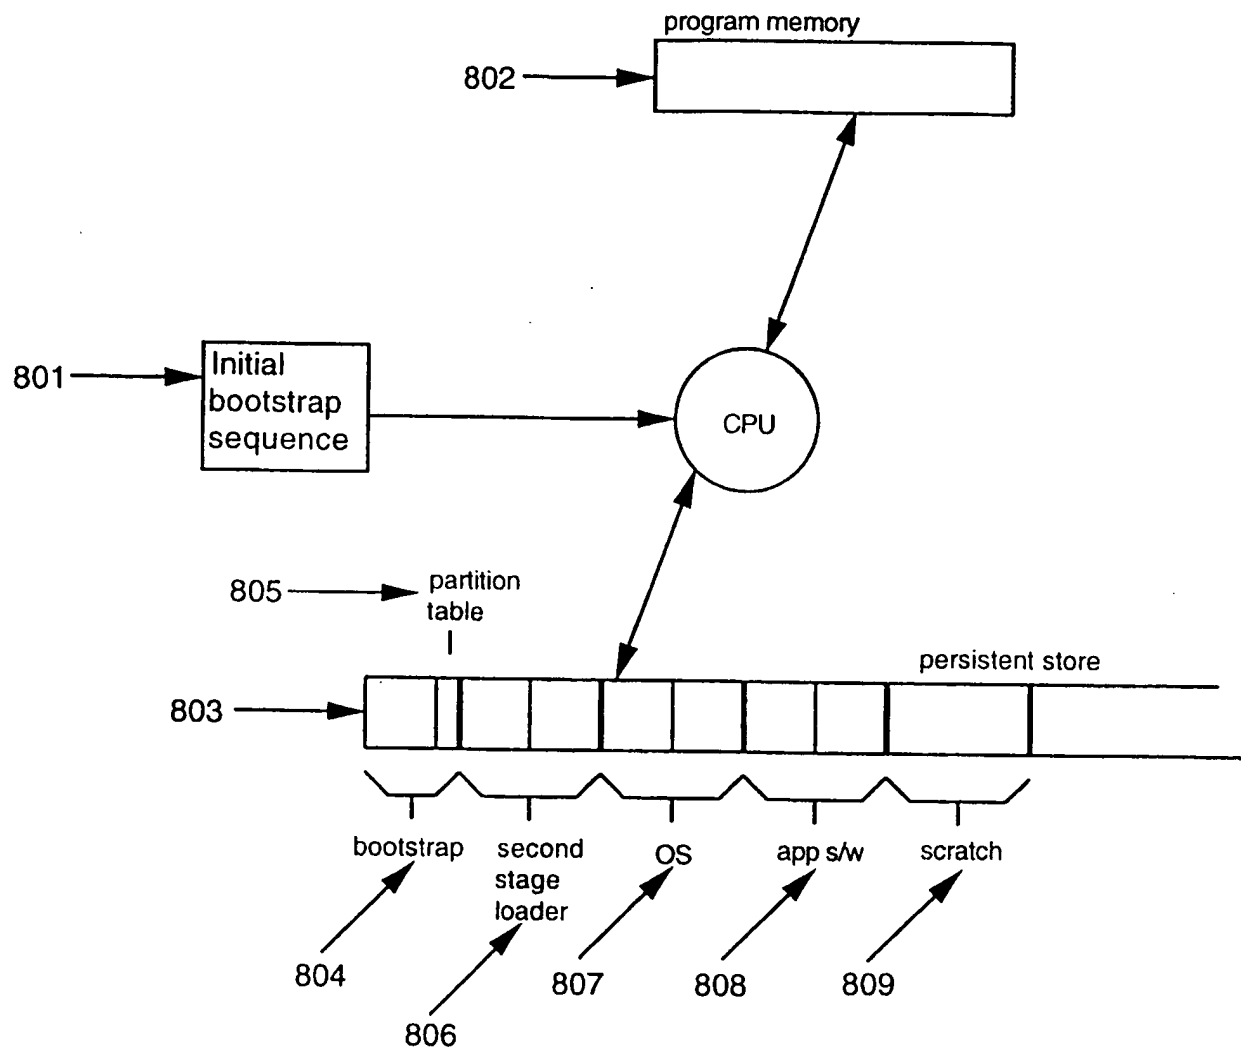 program memory
802
801
Initial
bootstrap
sequence
CPU
805
partition
table
persistent store
803
bootstrap
second
stage
loader
OS
app s/w
scratch
804
806
807
808
809